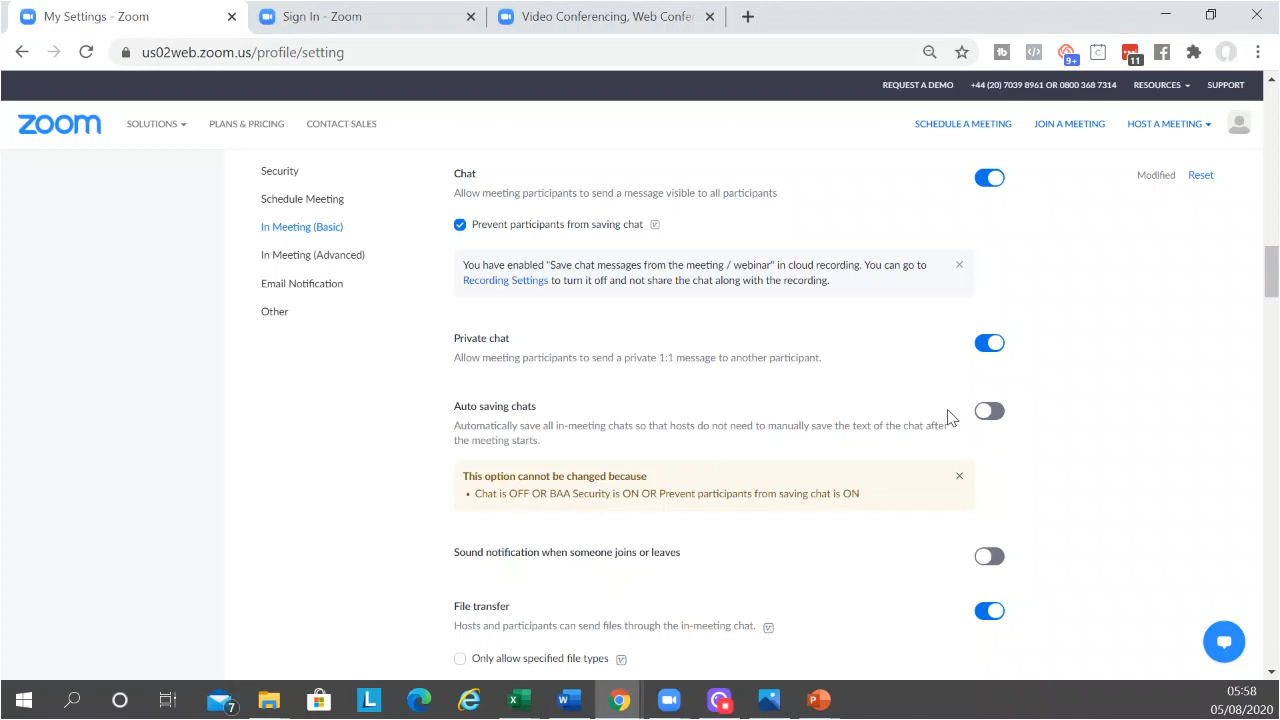 My Settings - Zoom
Sign In - Zoom
Video Conferencing, Web Confer
us02web.zoom.us/profile/setting
tb
9+
C
11
REQUEST A DEMO
+44 (20) 7039 8961 OR 0800 368 7314
RESOURCES
SUPPORT
zoom
SOLUTIONS
PLANS & PRICING
CONTACT SALES
SCHEDULE A MEETING
JOIN A MEETING
HOST A MEETING
Security
Schedule Meeting
In Meeting (Basic)
In Meeting (Advanced)
Email Notification
Other
Chat
Allow meeting participants to send a message visible to all participants
Modified
Reset
Prevent participants from saving chat
You have enabled "Save chat messages from the meeting / webinar" in cloud recording. You can go to
Recording Settings to turn it off and not share the chat along with the recording.
Private chat
Allow meeting participants to send a private 1:1 message to another participant.
Auto saving chats
Automatically save all in-meeting chats so that hosts do not need to manually save the text of the chat after
the meeting starts.
This option cannot be changed because
• Chat is OFF OR BAA Security is ON OR Prevent participants from saving chat is ON
Sound notification when someone joins or leaves
File transfer
Hosts and participants can send files through the in-meeting chat.
Only allow specified file types
7
L
05:58
05/08/2020